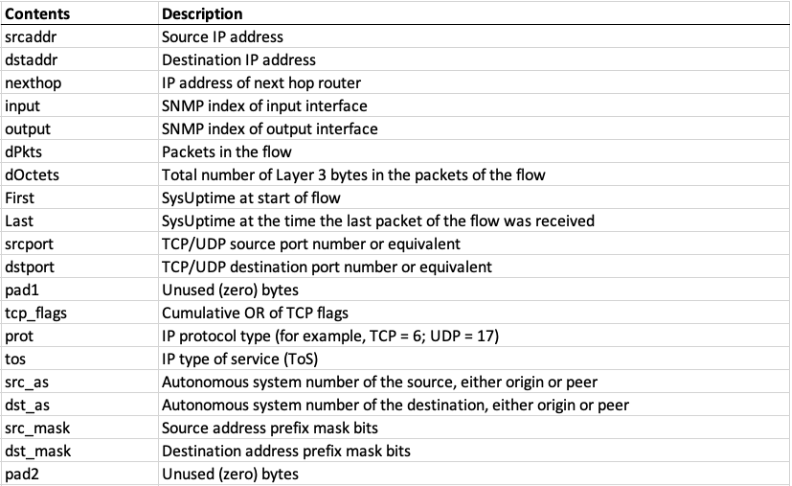 Contents Description
srcaddr Source IP address
dstaddr Destination IP address
nexthop IP address of next hop router
input SNMP index of input interface
output SNMP index of output interface
dPkts Packets in the flow
dOctets Total number of Layer 3 bytes in the packets of the flow
First SysUptime at start of flow
Last SysUptime at the time the last packet of the flow was received
srcport TCP/UDP source port number or equivalent
dstport TCP/UDP destination port number or equivalent
pad1 Unused (zero) bytes
tcp_flags Cumulative OR of TCP flags
prot IP protocol type (for example, TCP = 6; UDP = 17)
tos IP type of service (ToS)
src_as Autonomous system number of the source, either origin or peer
dst_as Autonomous system number of the destination, either origin or peer
src_mask Source address prefix mask bits
dst_mask Destination address prefix mask bits
pad2 Unused (zero) bytes